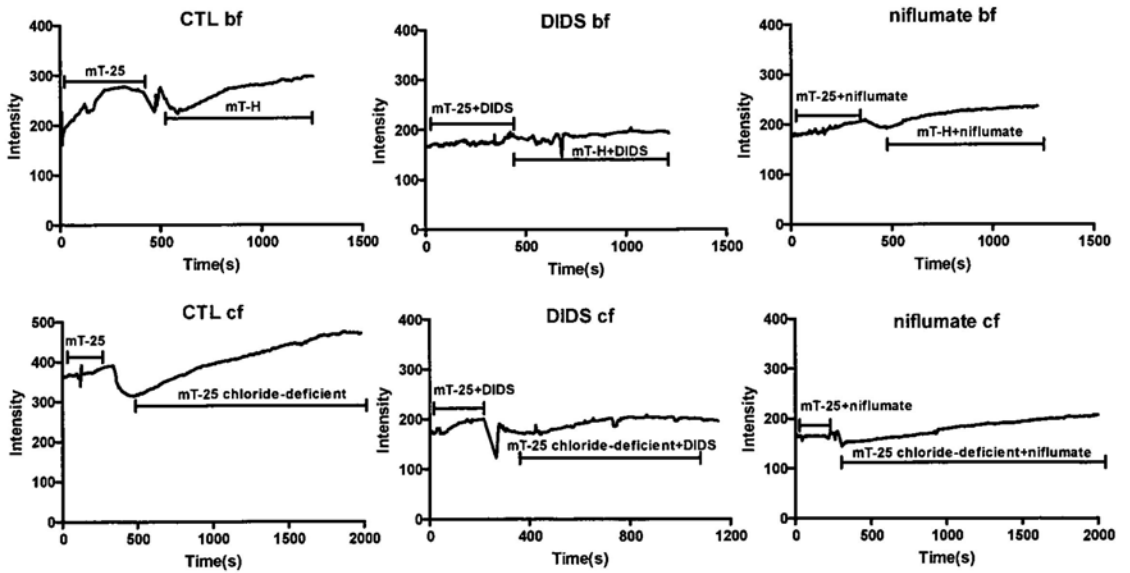 CTL bf
400
300
200
100
0
Intensity
mT-25
mT-H
0
500
1000
1500
Time(s)
DIDS bf
400
300
200
100
0
Intensity
mT-25+DIDS
mT-H+DIDS
0
500
1000
1500
Time(s)
niflumate bf
400
300
200
100
0
Intensity
mT-25+niflumate
mT-H+niflumate
0
500
1000
1500
Time(s)
CTL cf
500
400
300
200
100
0
Intensity
mT-25
mT-25 chloride-deficient
0
500
1000
1500
2000
Time(s)
DIDS cf
400
300
200
100
0
Intensity
mT-25+DIDS
mT-25 chloride-deficient+DIDS
0
400
800
1200
Time(s)
niflumate cf
400
300
200
100
0
Intensity
mT-25+niflumate
mT-25 chloride-deficient+niflumate
0
500
1000
1500
2000
Time(s)